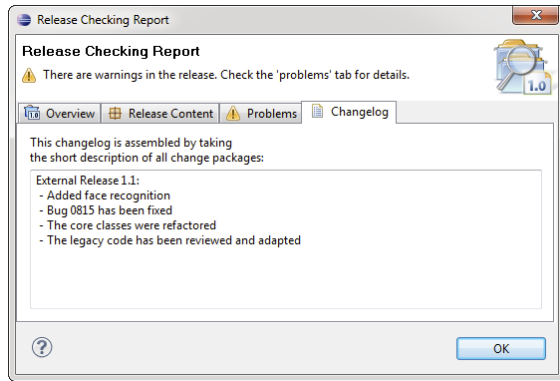 Release Checking Report
Release Checking Report
There are warnings in the release. Check the 'problems' tab for details.
1.0
1.0 Overview Release Content Problems Changelog
This changelog is assembled by taking
the short description of all change packages:
External Release 1.1:
- Added face recognition
- Bug 0815 has been fixed
- The core classes were refactored
- The legacy code has been reviewed and adapted
? OK